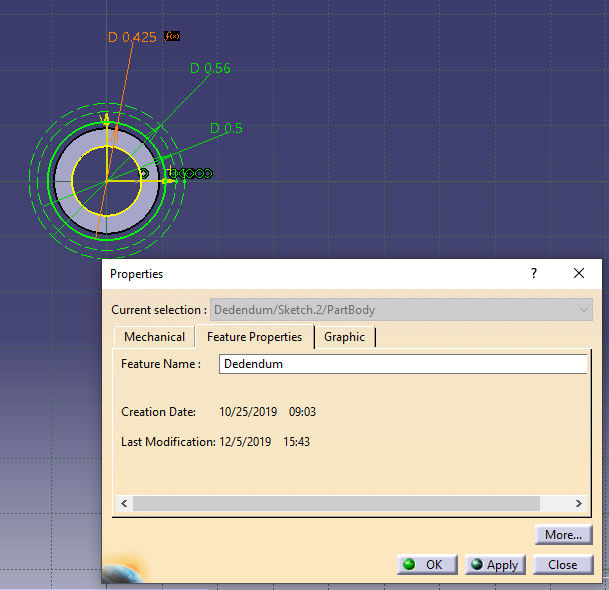 D 0.425 f(x)
D 0.56
D 0.5
Properties
?
Current selection : Dedendum/Sketch.2/PartBody
Mechanical Feature Properties Graphic
Feature Name : Dedendum
Creation Date: 10/25/2019 09:03
Last Modification: 12/5/2019 15:43
More...
OK Apply Close